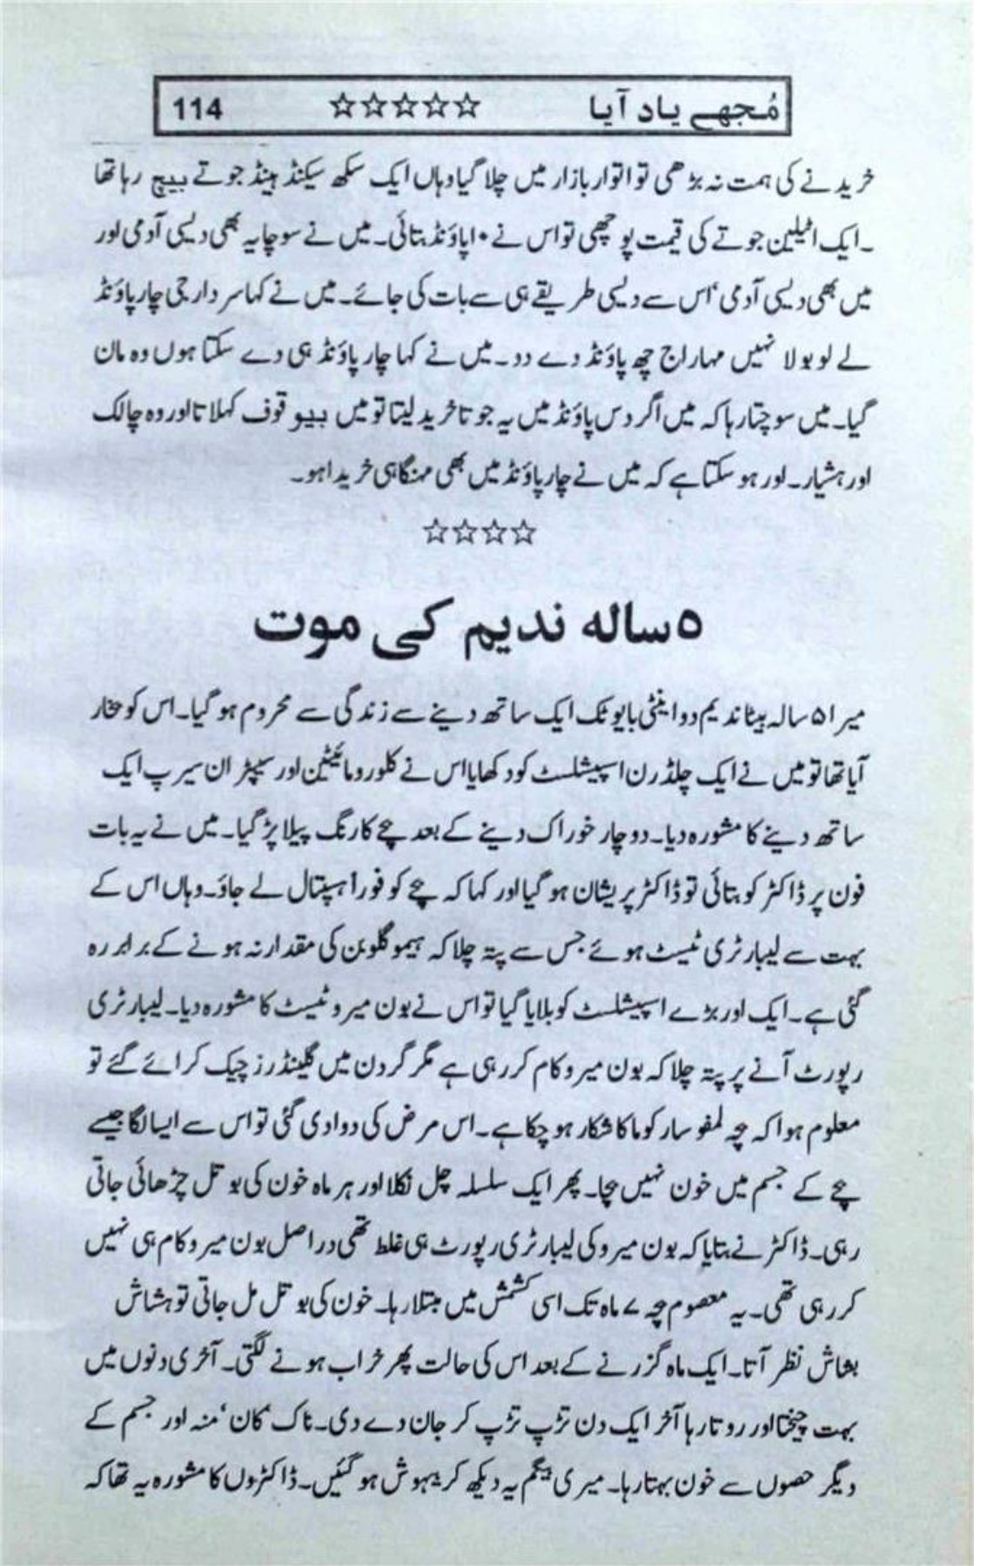 مُجھے یاد آیا ☆☆☆☆☆ 114
خریدنے کی ہمت نہ بڑھی تو اتوار بازار میں چلا گیا وہاں ایک سکھ سیکنڈ ہینڈ جوتے بیچ رہا تھا
۔ایک اٹیلین جوتے کی قیمت پوچھی تو اس نے ۱۰ پاؤنڈ بتائی۔ میں نے سوچا یہ بھی دیسی آدمی اور
میں بھی دیسی آدمی ‘اس سے دیسی طریقے ہی سے بات کی جائے۔ میں نے کہا سردار جی چار پاؤنڈ
لے لو بولا نہیں مہاراج چھ پاؤنڈ دے دو۔ میں نے کہا چار پاؤنڈ ہی دے سکتا ہوں وہ مان
گیا۔ میں سوچتا رہا کہ میں اگر دس پاؤنڈ میں یہ جوتا خرید لیتا تو میں بیوقوف کہلاتا اور وہ چالک
اور ہشیار۔ اور ہو سکتا ہے کہ میں نے چار پاؤنڈ میں بھی مہنگا ہی خریدا ہو۔
☆☆☆☆
۵ سالہ ندیم کی موت
میرا ۵ سالہ بیٹا ندیم دو اینٹی بایوٹک ایک ساتھ دینے سے زندگی سے محروم ہو گیا۔ اس کو بخار
آیا تھا تو میں نے ایک چلڈرن اسپیشلسٹ کو دکھایا اس نے کلورومائیٹین اور سیپٹران سیرپ ایک
ساتھ دینے کا مشورہ دیا۔ دو چار خوراک دینے کے بعد بچے کا رنگ پیلا پڑ گیا۔ میں نے یہ بات
فون پر ڈاکٹر کو بتائی تو ڈاکٹر پریشان ہو گیا اور کہا کہ بچے کو فوراً ہسپتال لے جاؤ۔ وہاں اس کے
بہت سے لیبارٹری ٹیسٹ ہوئے جس سے پتہ چلا کہ ہیموگلوبن کی مقدار نہ ہونے کے برابر رہ
گئی ہے۔ ایک اور بڑے اسپیشلسٹ کو بلایا گیا تو اس نے بون میرو ٹیسٹ کا مشورہ دیا۔ لیبارٹری
رپورٹ آنے پر پتہ چلا کہ بون میرو کام کر رہی ہے مگر گردن میں گلینڈرز چیک کرائے گئے تو
معلوم ہوا کہ بچہ لمفوسارکوما کا شکار ہو چکا ہے۔ اس مرض کی دوا دی گئی تو اس سے ایسا لگا جیسے
بچے کے جسم میں خون نہیں بچا۔ پھر ایک سلسلہ چل نکلا اور ہر ماہ خون کی بوتل چڑھائی جاتی
رہی۔ ڈاکٹر نے بتایا کہ بون میرو کی لیبارٹری رپورٹ ہی غلط تھی دراصل بون میرو کام ہی نہیں
کر رہی تھی۔ یہ معصوم بچہ ۷ ماہ تک اسی کشمش میں مبتلا رہا۔ خون کی بوتل مل جاتی تو ہشاش
بشاش نظر آتا۔ ایک ماہ گزرنے کے بعد اس کی حالت پھر خراب ہونے لگتی۔ آخری دنوں میں
بہت چیختا اور روتا رہا آخر ایک دن تڑپ تڑپ کر جان دے دی۔ ناک ‘کان ‘منہ اور جسم کے
دیگر حصوں سے خون بہتا رہا۔ میری بیگم یہ دیکھ کر بیہوش ہو گئیں۔ ڈاکٹروں کا مشورہ یہ تھا کہ